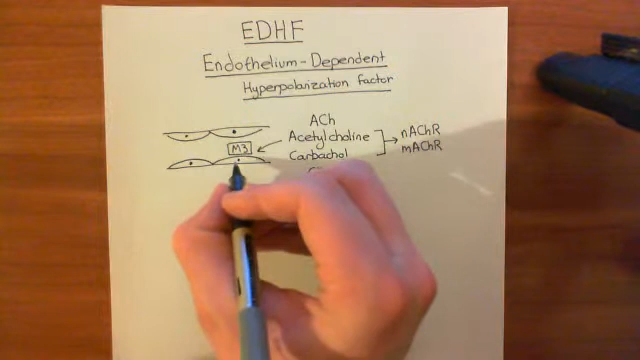 EDHF
Endothelium-Dependent
Hyperpolarization Factor
ACh
Acetylcholine
Carbachol
nAChR
mAChR
M3